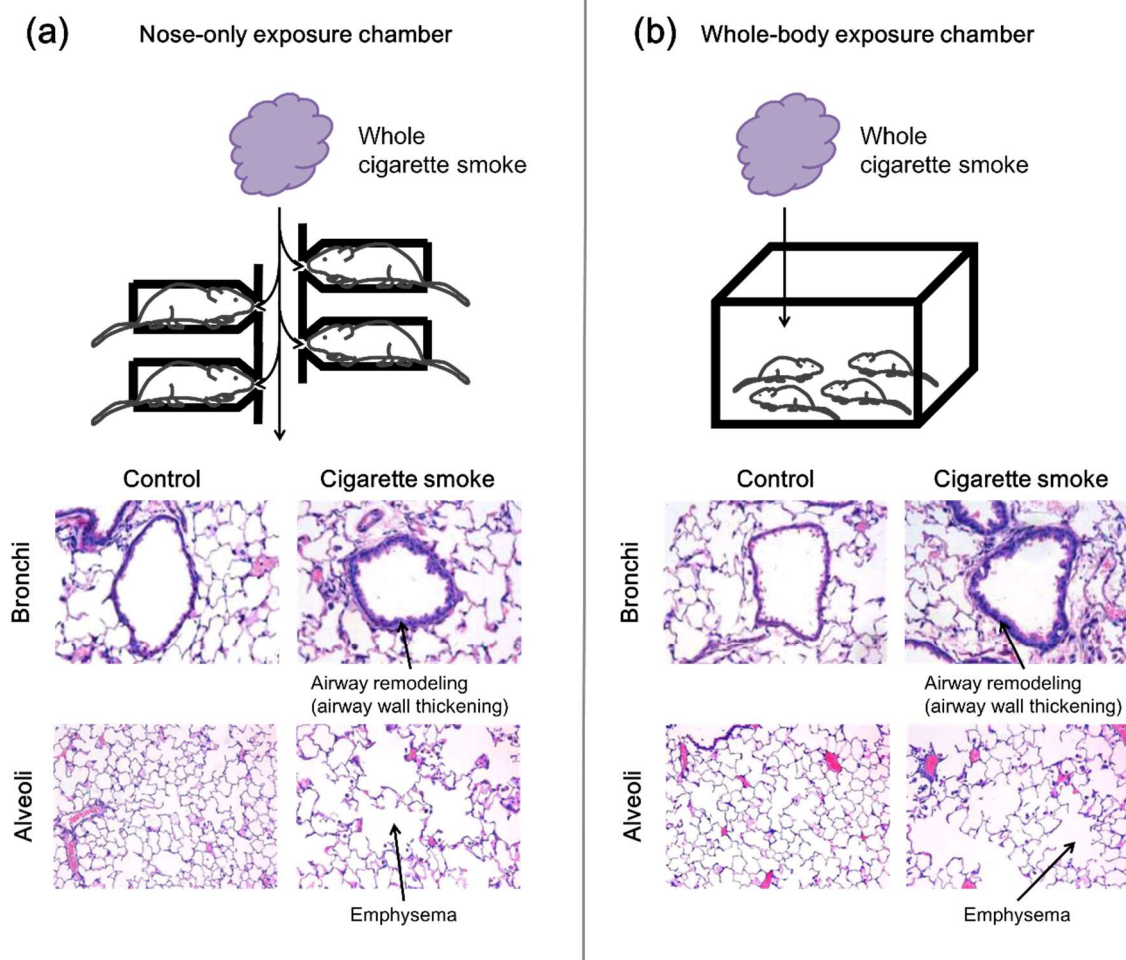 (a)
Nose-only exposure chamber
Whole
cigarette smoke
Control
Cigarette smoke
Bronchi
Airway remodeling
(airway wall thickening)
Alveoli
Emphysema
(b)
Whole-body exposure chamber
Whole
cigarette smoke
Control
Cigarette smoke
Bronchi
Airway remodeling
(airway wall thickening)
Alveoli
Emphysema